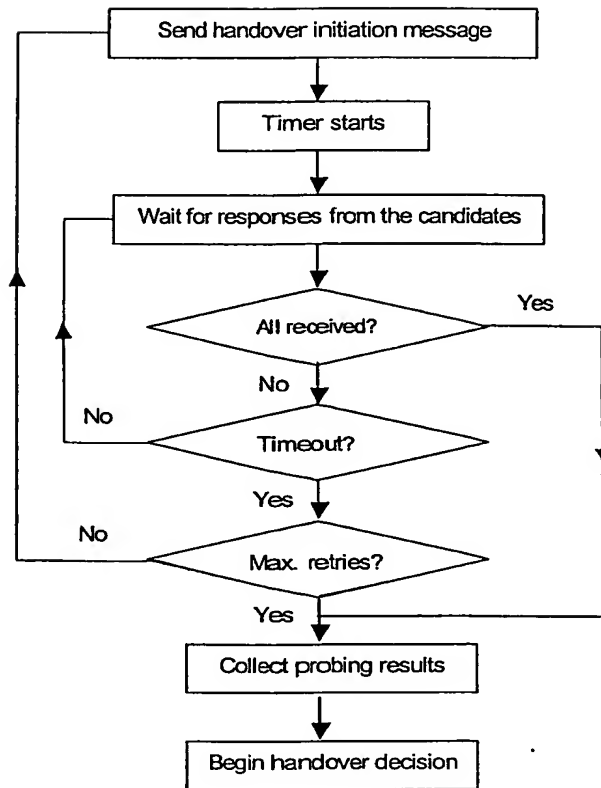 Send handover initiation message
Timer starts
Wait for responses from the candidates
Yes
All received?
No
No
Timeout?
Yes
No
Max. retries?
Yes
Collect probing results
Begin handover decision